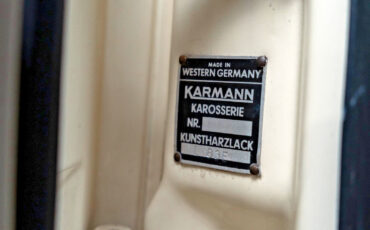 MADE IN
WESTERN GERMANY
KARMANN
KAROSSERIE
NR.
KUNSTHARZLACK